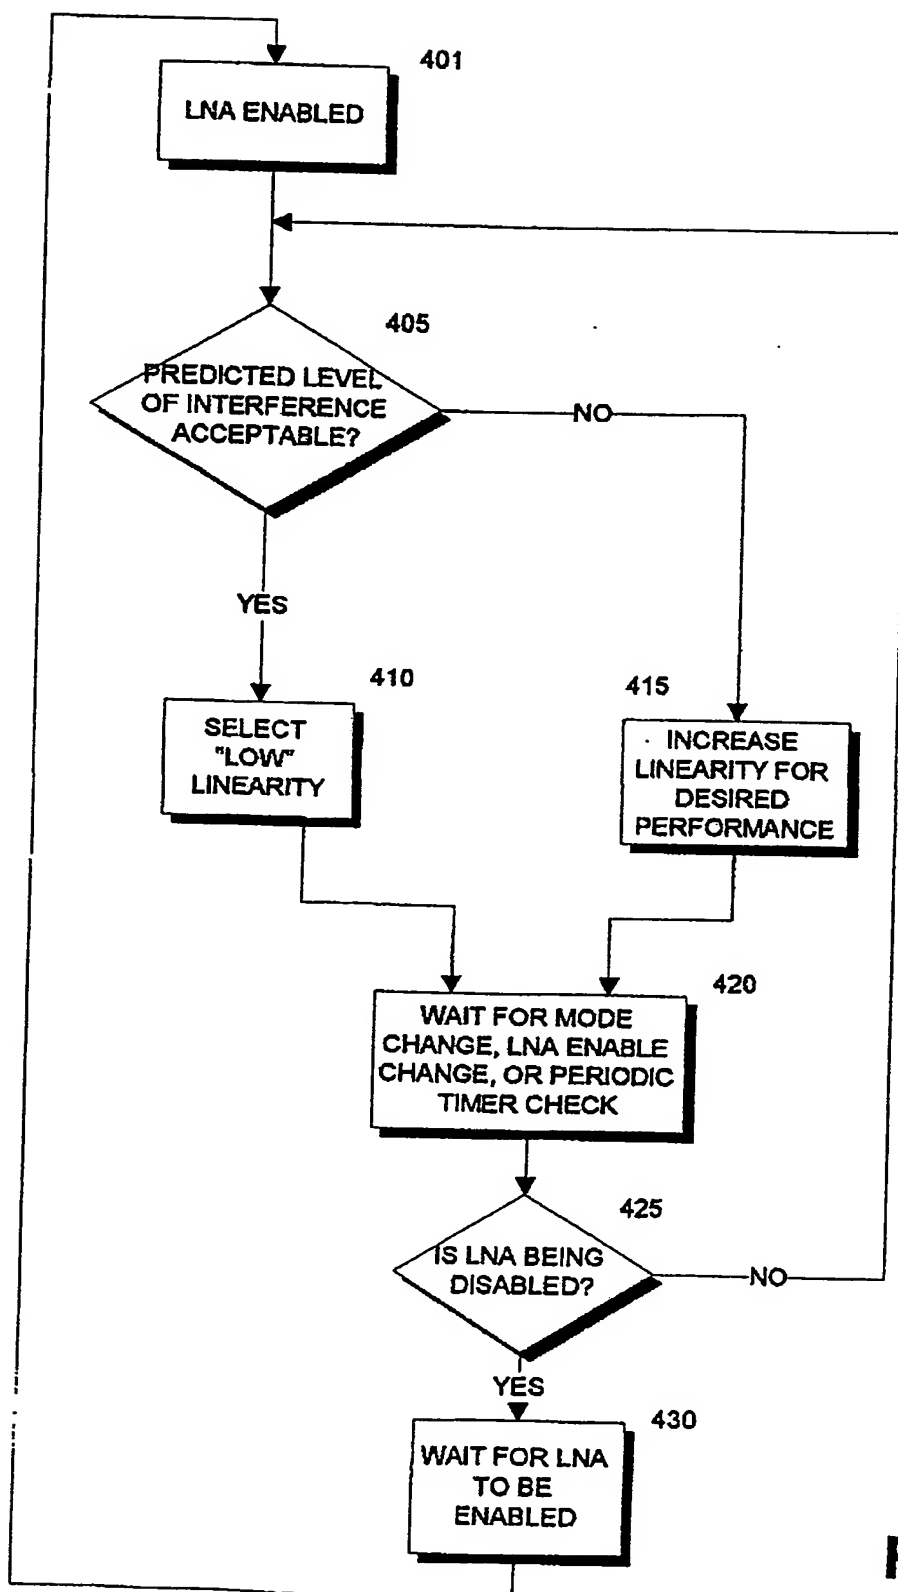 401
LNA ENABLED
405
PREDICTED LEVEL
OF INTERFERENCE
ACCEPTABLE?
NO
YES
410
SELECT
"LOW"
LINEARITY
415
INCREASE
LINEARITY FOR
DESIRED
PERFORMANCE
420
WAIT FOR MODE
CHANGE, LNA ENABLE
CHANGE, OR PERIODIC
TIMER CHECK
425
IS LNA BEING
DISABLED?
NO
YES
430
WAIT FOR LNA
TO BE
ENABLED